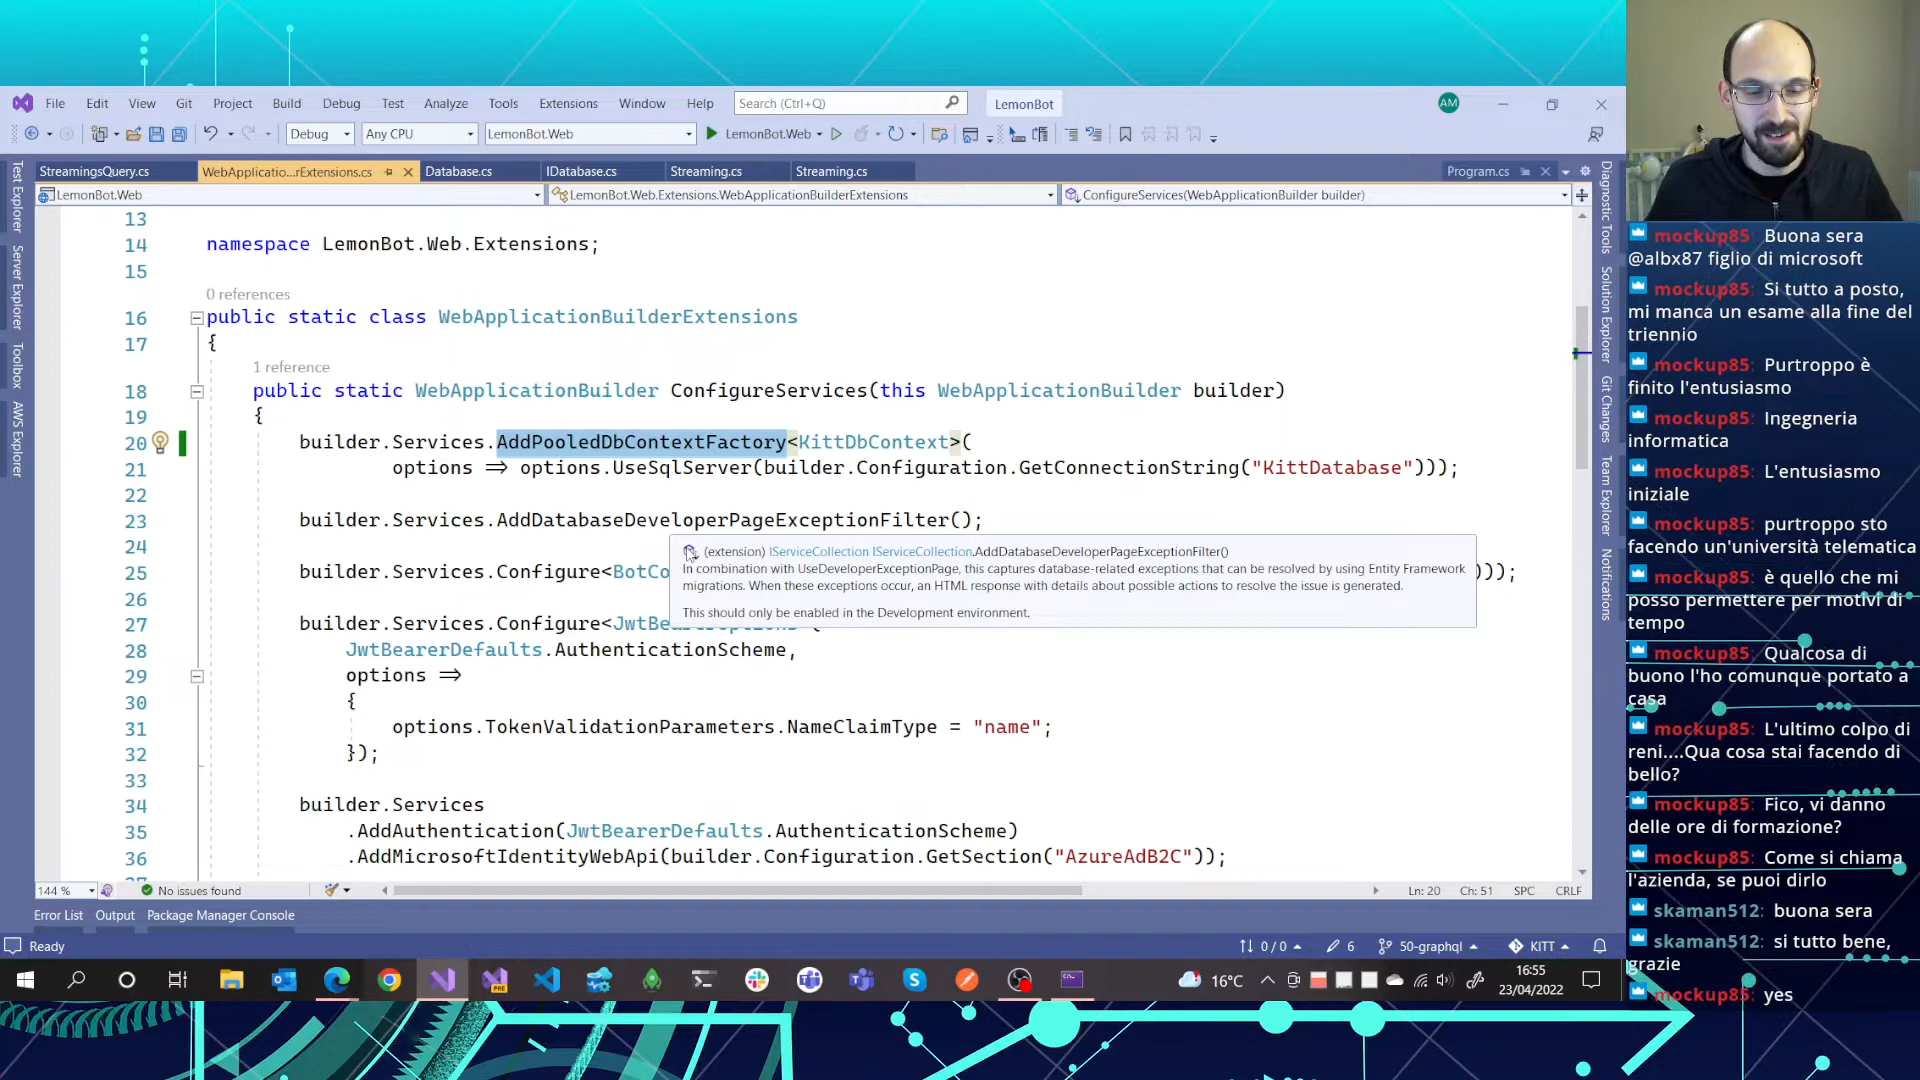 File Edit View Git Project Build Debug Test Analyze Tools Extensions Window Help Search (Ctrl+Q) LemonBot AM
Debug Any CPU LemonBot.Web LemonBot.Web
StreamingsQuery.cs WebApplicatio...rExtensions.cs Database.cs IDatabase.cs Streaming.cs Streaming.cs Program.cs
LemonBot.Web LemonBot.Web.Extensions.WebApplicationBuilderExtensions ConfigureServices(WebApplicationBuilder builder)
Test Explorer
Server Explorer
Toolbox
AWS Explorer
13
14 namespace LemonBot.Web.Extensions;
15
0 references
16 public static class WebApplicationBuilderExtensions
17 {
1 reference
18 public static WebApplicationBuilder ConfigureServices(this WebApplicationBuilder builder)
19 {
20 builder.Services.AddPooledDbContextFactory<KittDbContext>(
21 options => options.UseSqlServer(builder.Configuration.GetConnectionString("KittDatabase")));
22
23 builder.Services.AddDatabaseDeveloperPageExceptionFilter();
24
(extension) IServiceCollection IServiceCollection.AddDatabaseDeveloperPageExceptionFilter()
In combination with UseDeveloperExceptionPage, this captures database-related exceptions that can be resolved by using Entity Framework
migrations. When these exceptions occur, an HTML response with details about possible actions to resolve the issue is generated.
This should only be enabled in the Development environment.
25 builder.Services.Configure<BotCo )));
26
27 builder.Services.Configure<JwtBearerOptions>(
28 JwtBearerDefaults.AuthenticationScheme,
29 options =>
30 {
31 options.TokenValidationParameters.NameClaimType = "name";
32 });
33
34 builder.Services
35 .AddAuthentication(JwtBearerDefaults.AuthenticationScheme)
36 .AddMicrosoftIdentityWebApi(builder.Configuration.GetSection("AzureAdB2C"));
144 % No issues found Ln: 20 Ch: 51 SPC CRLF
Error List Output Package Manager Console
Ready 0 / 0 6 50-graphql KITT
16°C 16:55
23/04/2022
Diagnostic Tools
Solution Explorer
Git Changes
Team Explorer
Notifications
mockup85: Buona sera
@albx87 figlio di microsoft
mockup85: Si tutto a posto,
mi manca un esame alla fine del
triennio
mockup85: Purtroppo è
finito l'entusiasmo
mockup85: Ingegneria
informatica
mockup85: L'entusiasmo
iniziale
mockup85: purtroppo sto
facendo un'università telematica
mockup85: è quello che mi
posso permettere per motivi di
tempo
mockup85: Qualcosa di
buono l'ho comunque portato a
casa
mockup85: L'ultimo colpo di
reni....Qua cosa stai facendo di
bello?
mockup85: Fico, vi danno
delle ore di formazione?
mockup85: Come si chiama
l'azienda, se puoi dirlo
skaman512: buona sera
skaman512: si tutto bene,
grazie
mockup85: yes